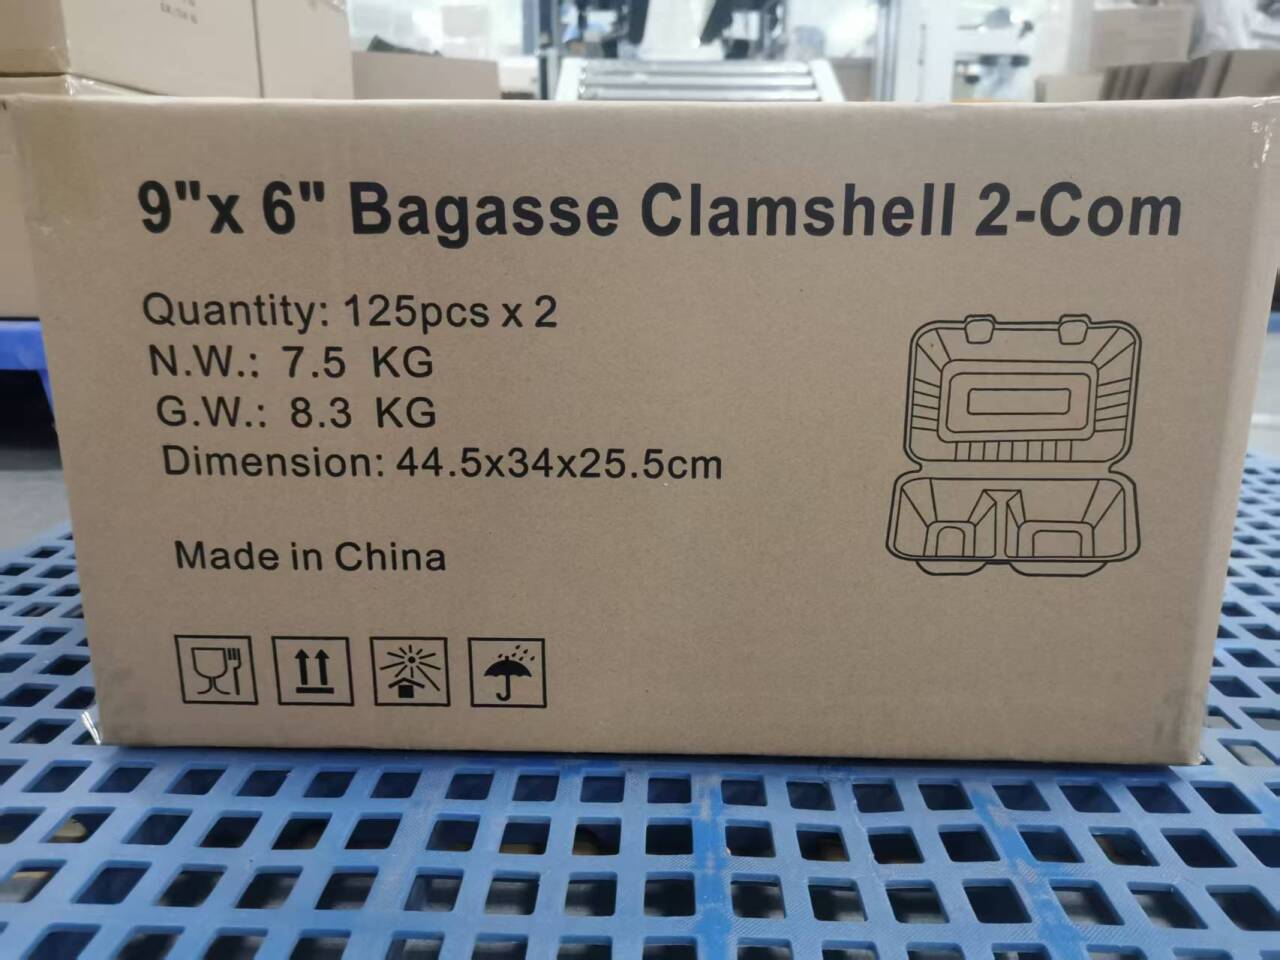 9"x 6" Bagasse Clamshell 2-Com
Quantity: 125pcs x 2
N.W.: 7.5 KG
G.W.: 8.3 KG
Dimension: 44.5x34x25.5cm
Made in China